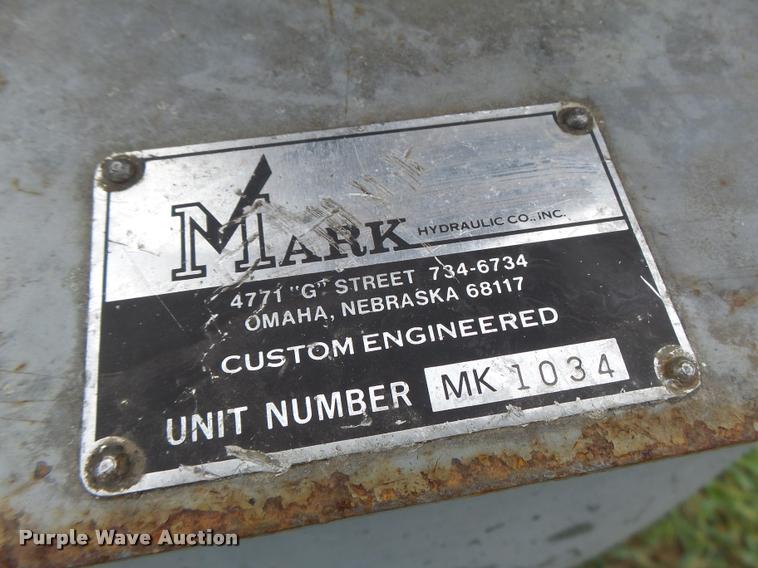 MARK HYDRAULIC CO., INC.
4771 "G" STREET 734-6734
OMAHA, NEBRASKA 68117
CUSTOM ENGINEERED
UNIT NUMBER MK 1034
Purple Wave Auction